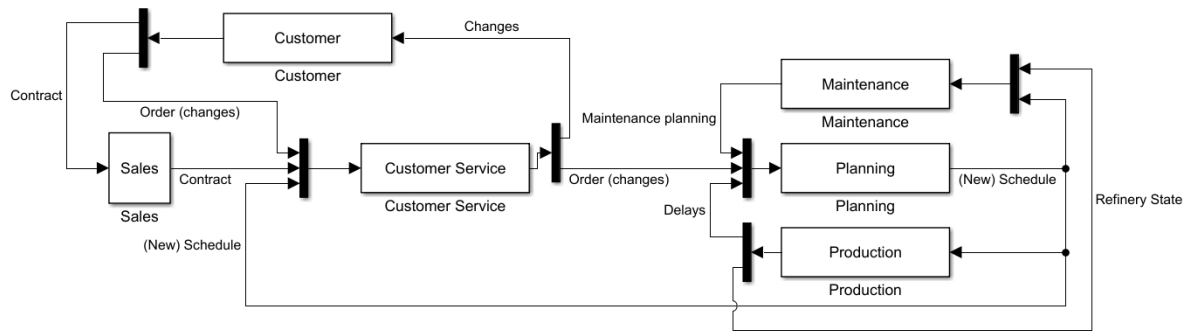 Customer
Customer
Changes
Contract
Order (changes)
Sales
Sales
Contract
(New) Schedule
Customer Service
Customer Service
Order (changes)
Maintenance planning
Delays
Maintenance
Maintenance
Planning
Planning
(New) Schedule
Production
Production
Refinery State